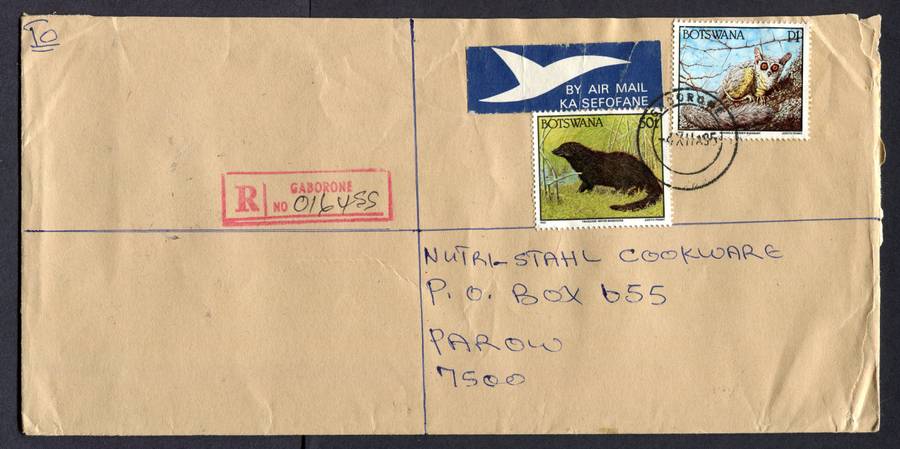 TO
BY AIR MAIL
KA SEFOFANE
BOTSWANA P1
BOTSWANA 50t
GABORONE
R GABORONE
NO 016455
NUTRI-STAHL COOKWARE
P.O. BOX 655
PAROW
7500